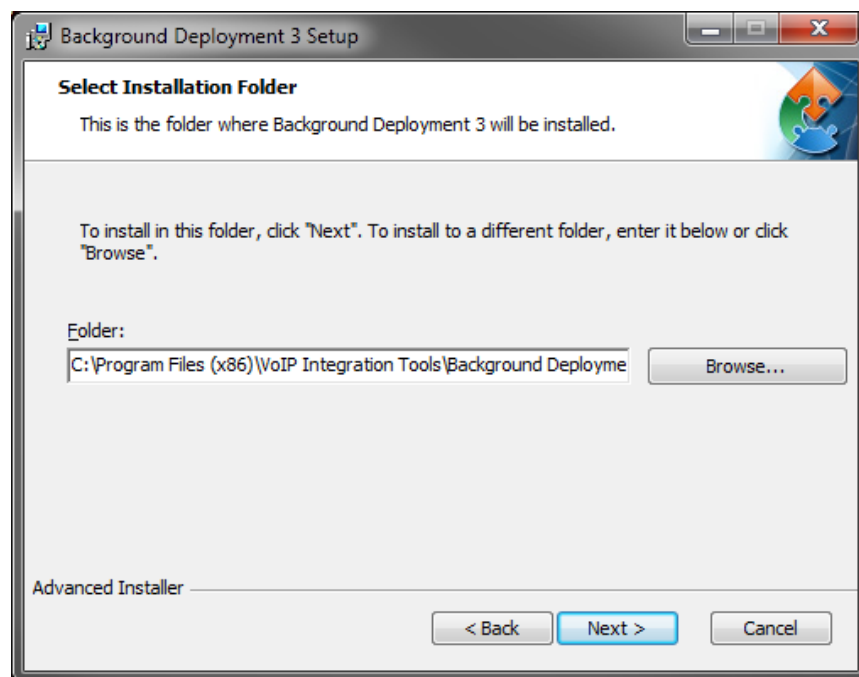 Background Deployment 3 Setup
Select Installation Folder
This is the folder where Background Deployment 3 will be installed.
To install in this folder, click "Next". To install to a different folder, enter it below or click
"Browse".
Folder:
C:\Program Files (x86)\VoIP Integration Tools\Background Deployme
Browse...
Advanced Installer
< Back
Next >
Cancel